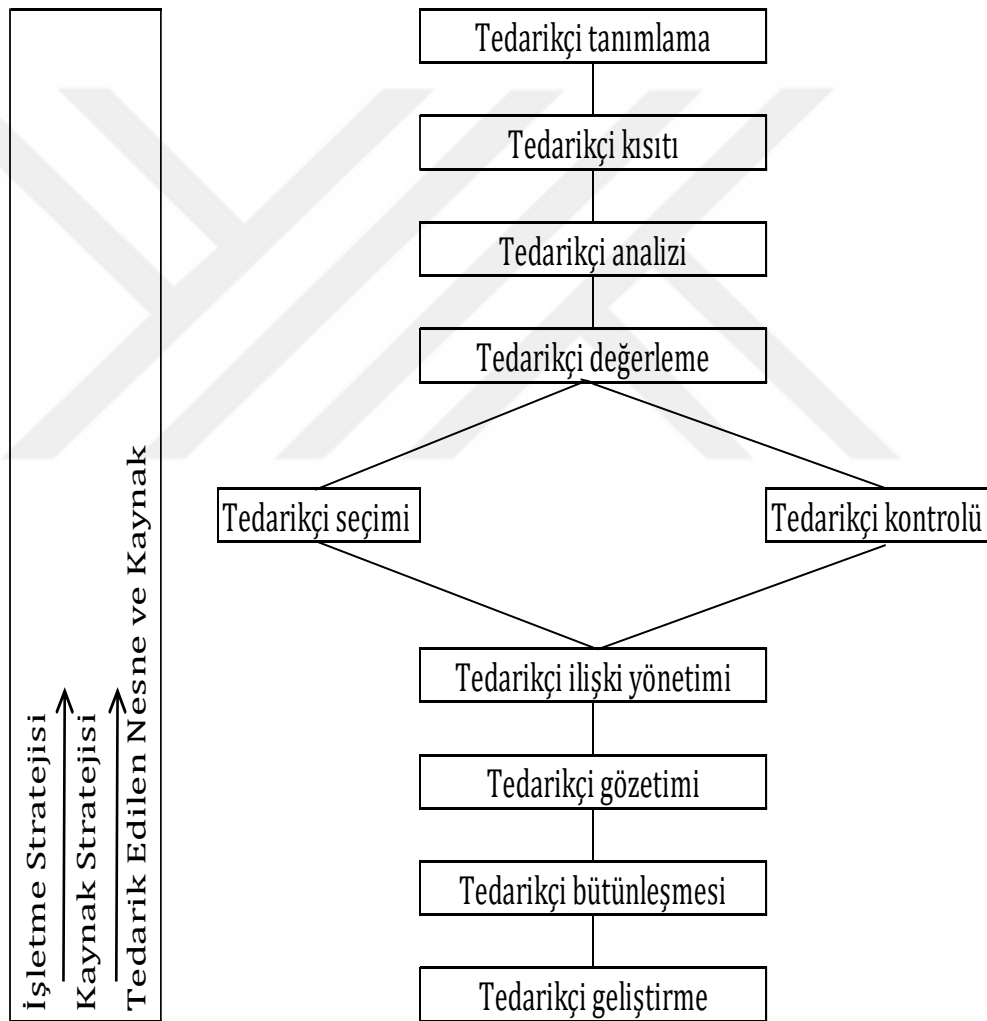 Tedarikçi tanımlama
Tedarikçi kısıtı
Tedarikçi analizi
Tedarikçi değerleme
Tedarikçi seçimi
Tedarikçi kontrolü
Tedarikçi ilişki yönetimi
Tedarikçi gözetimi
Tedarikçi bütünleşmesi
Tedarikçi geliştirme
İşletme Stratejisi
Kaynak Stratejisi
Tedarik Edilen Nesne ve Kaynak